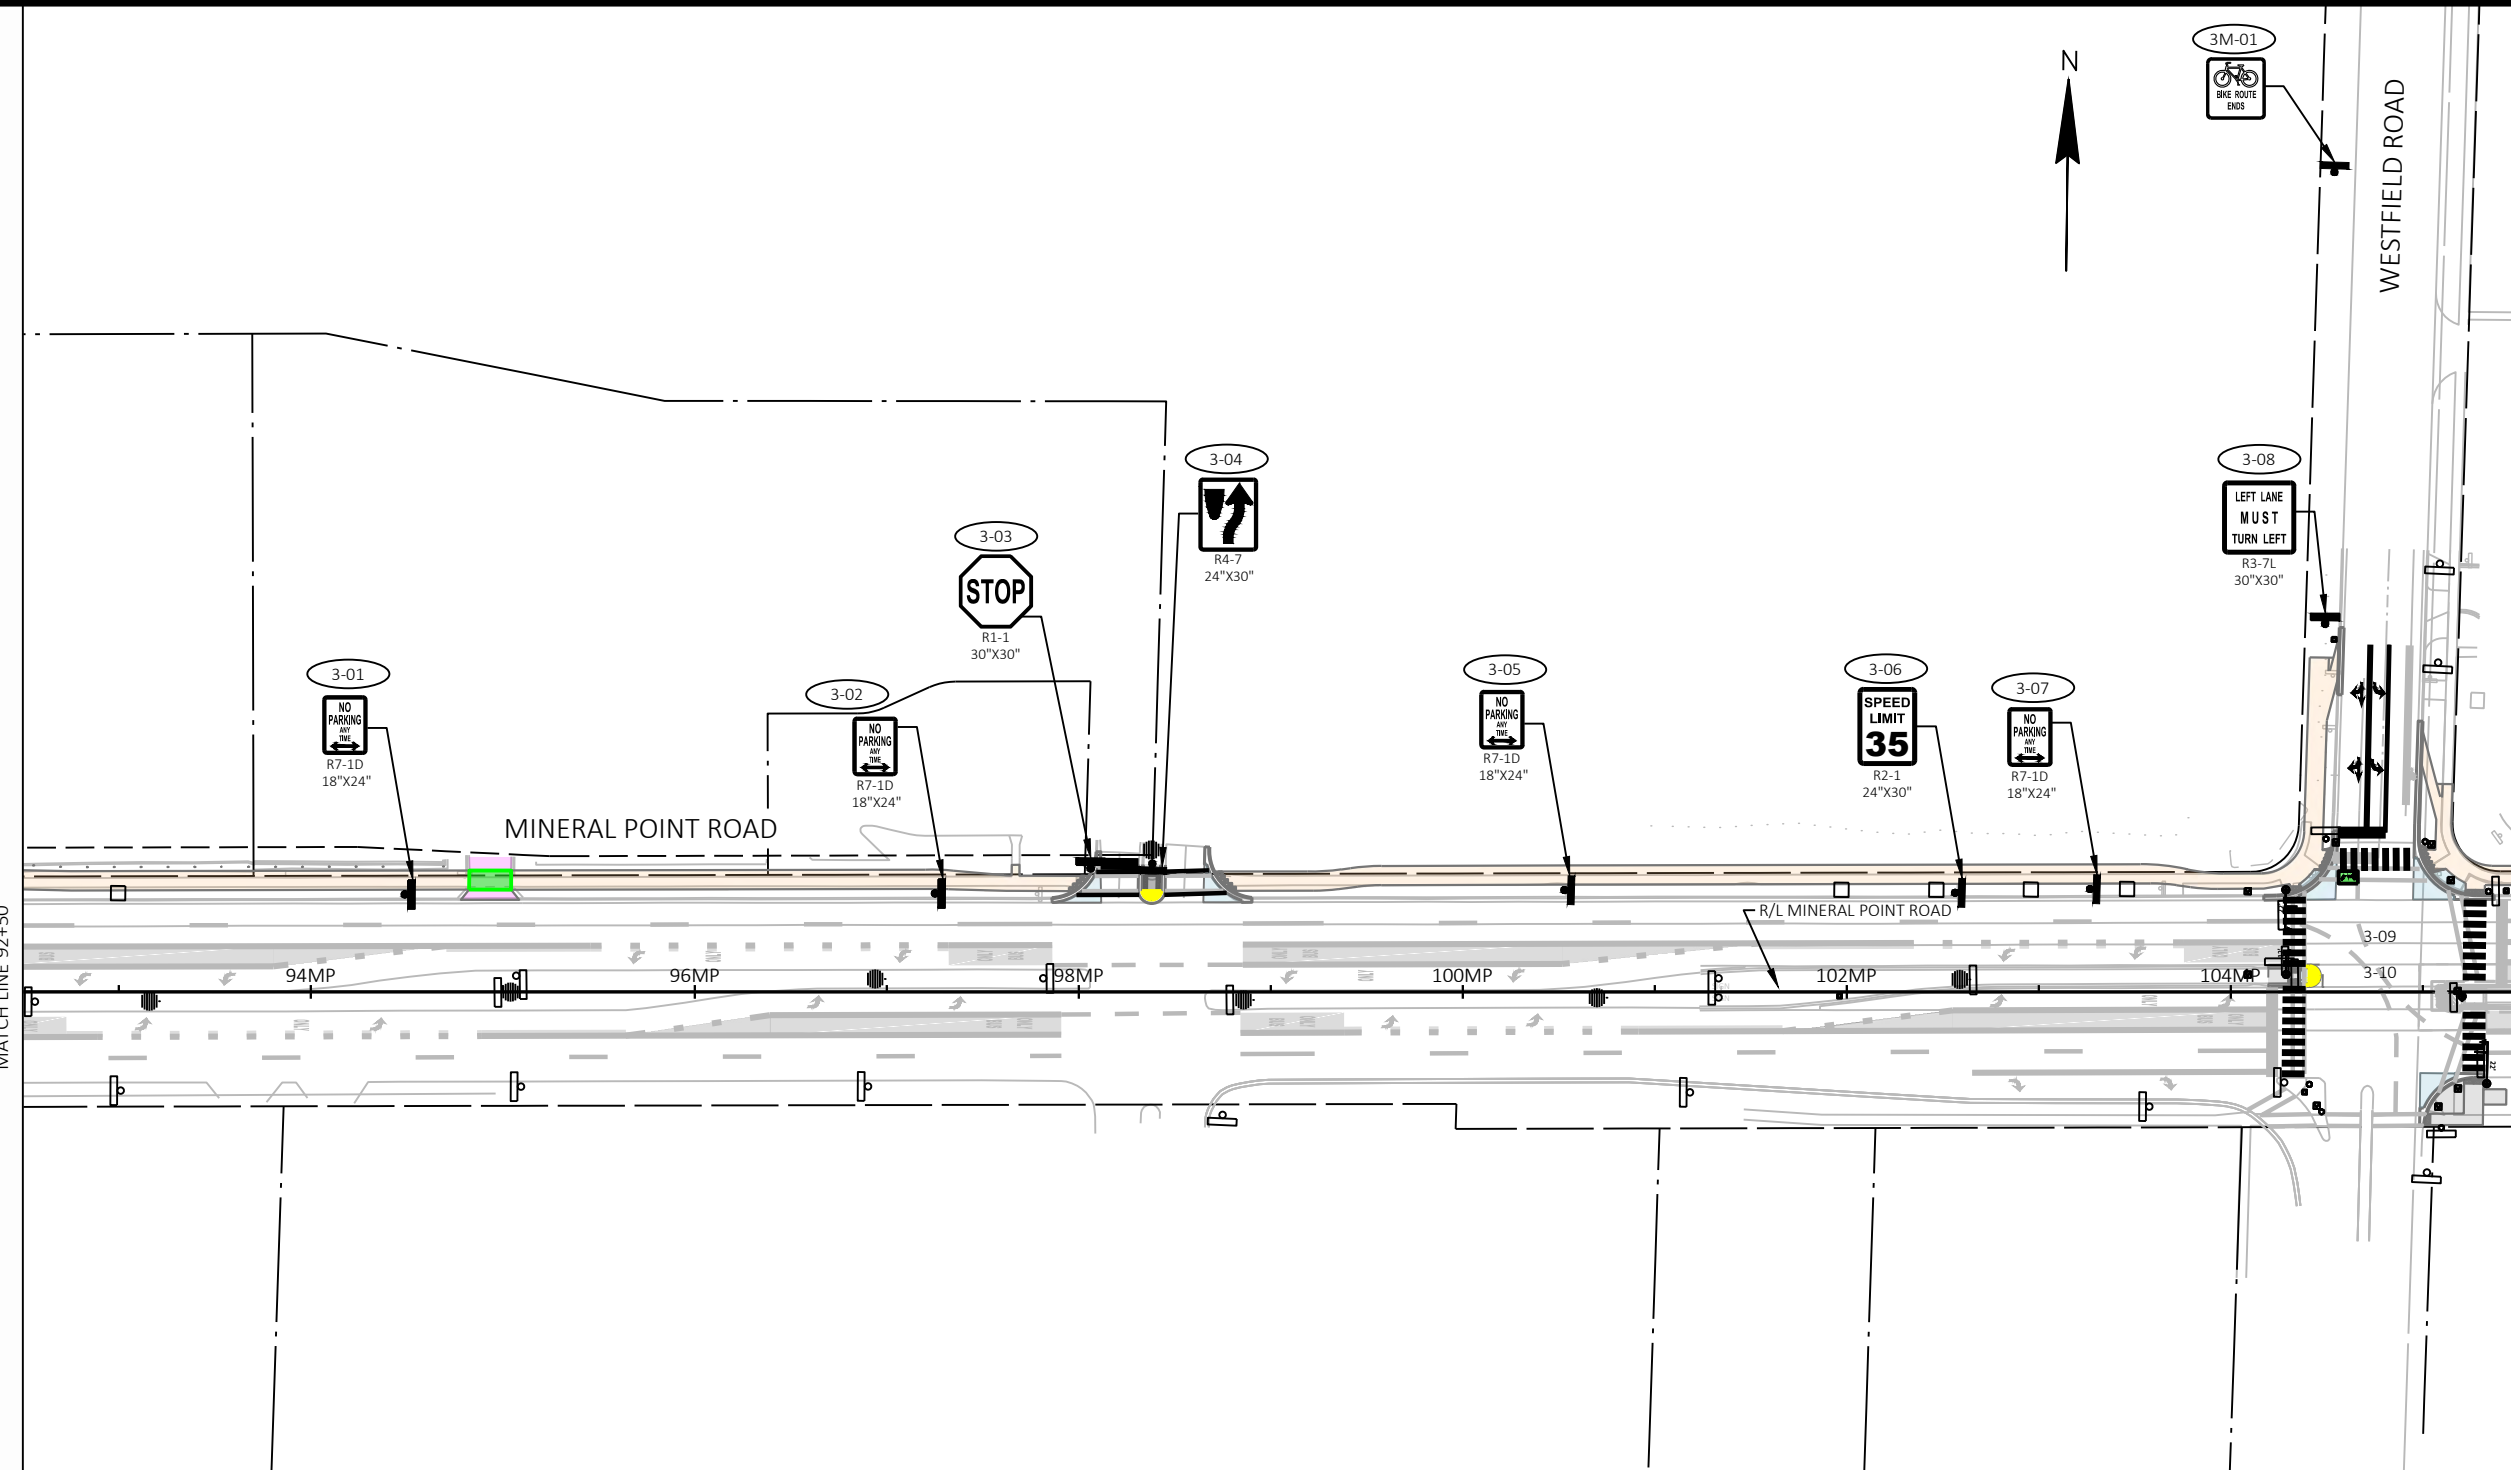 3M-01
BIKE ROUTE
ENDS
N
WESTFIELD ROAD
3-04
R4-7
24"X30"
3-08
LEFT LANE
MUST
TURN LEFT
R3-7L
30"X30"
3-03
STOP
R1-1
30"X30"
3-01
NO
PARKING
ANY
TIME
R7-1D
18"X24"
3-02
NO
PARKING
ANY
TIME
R7-1D
18"X24"
3-05
NO
PARKING
ANY
TIME
R7-1D
18"X24"
3-06
SPEED
LIMIT
35
R2-1
24"X30"
3-07
NO
PARKING
ANY
TIME
R7-1D
18"X24"
MINERAL POINT ROAD
R/L MINERAL POINT ROAD
3-09
3-10
94MP
96MP
98MP
100MP
102MP
104MP
MATCH LINE 92+50
22'